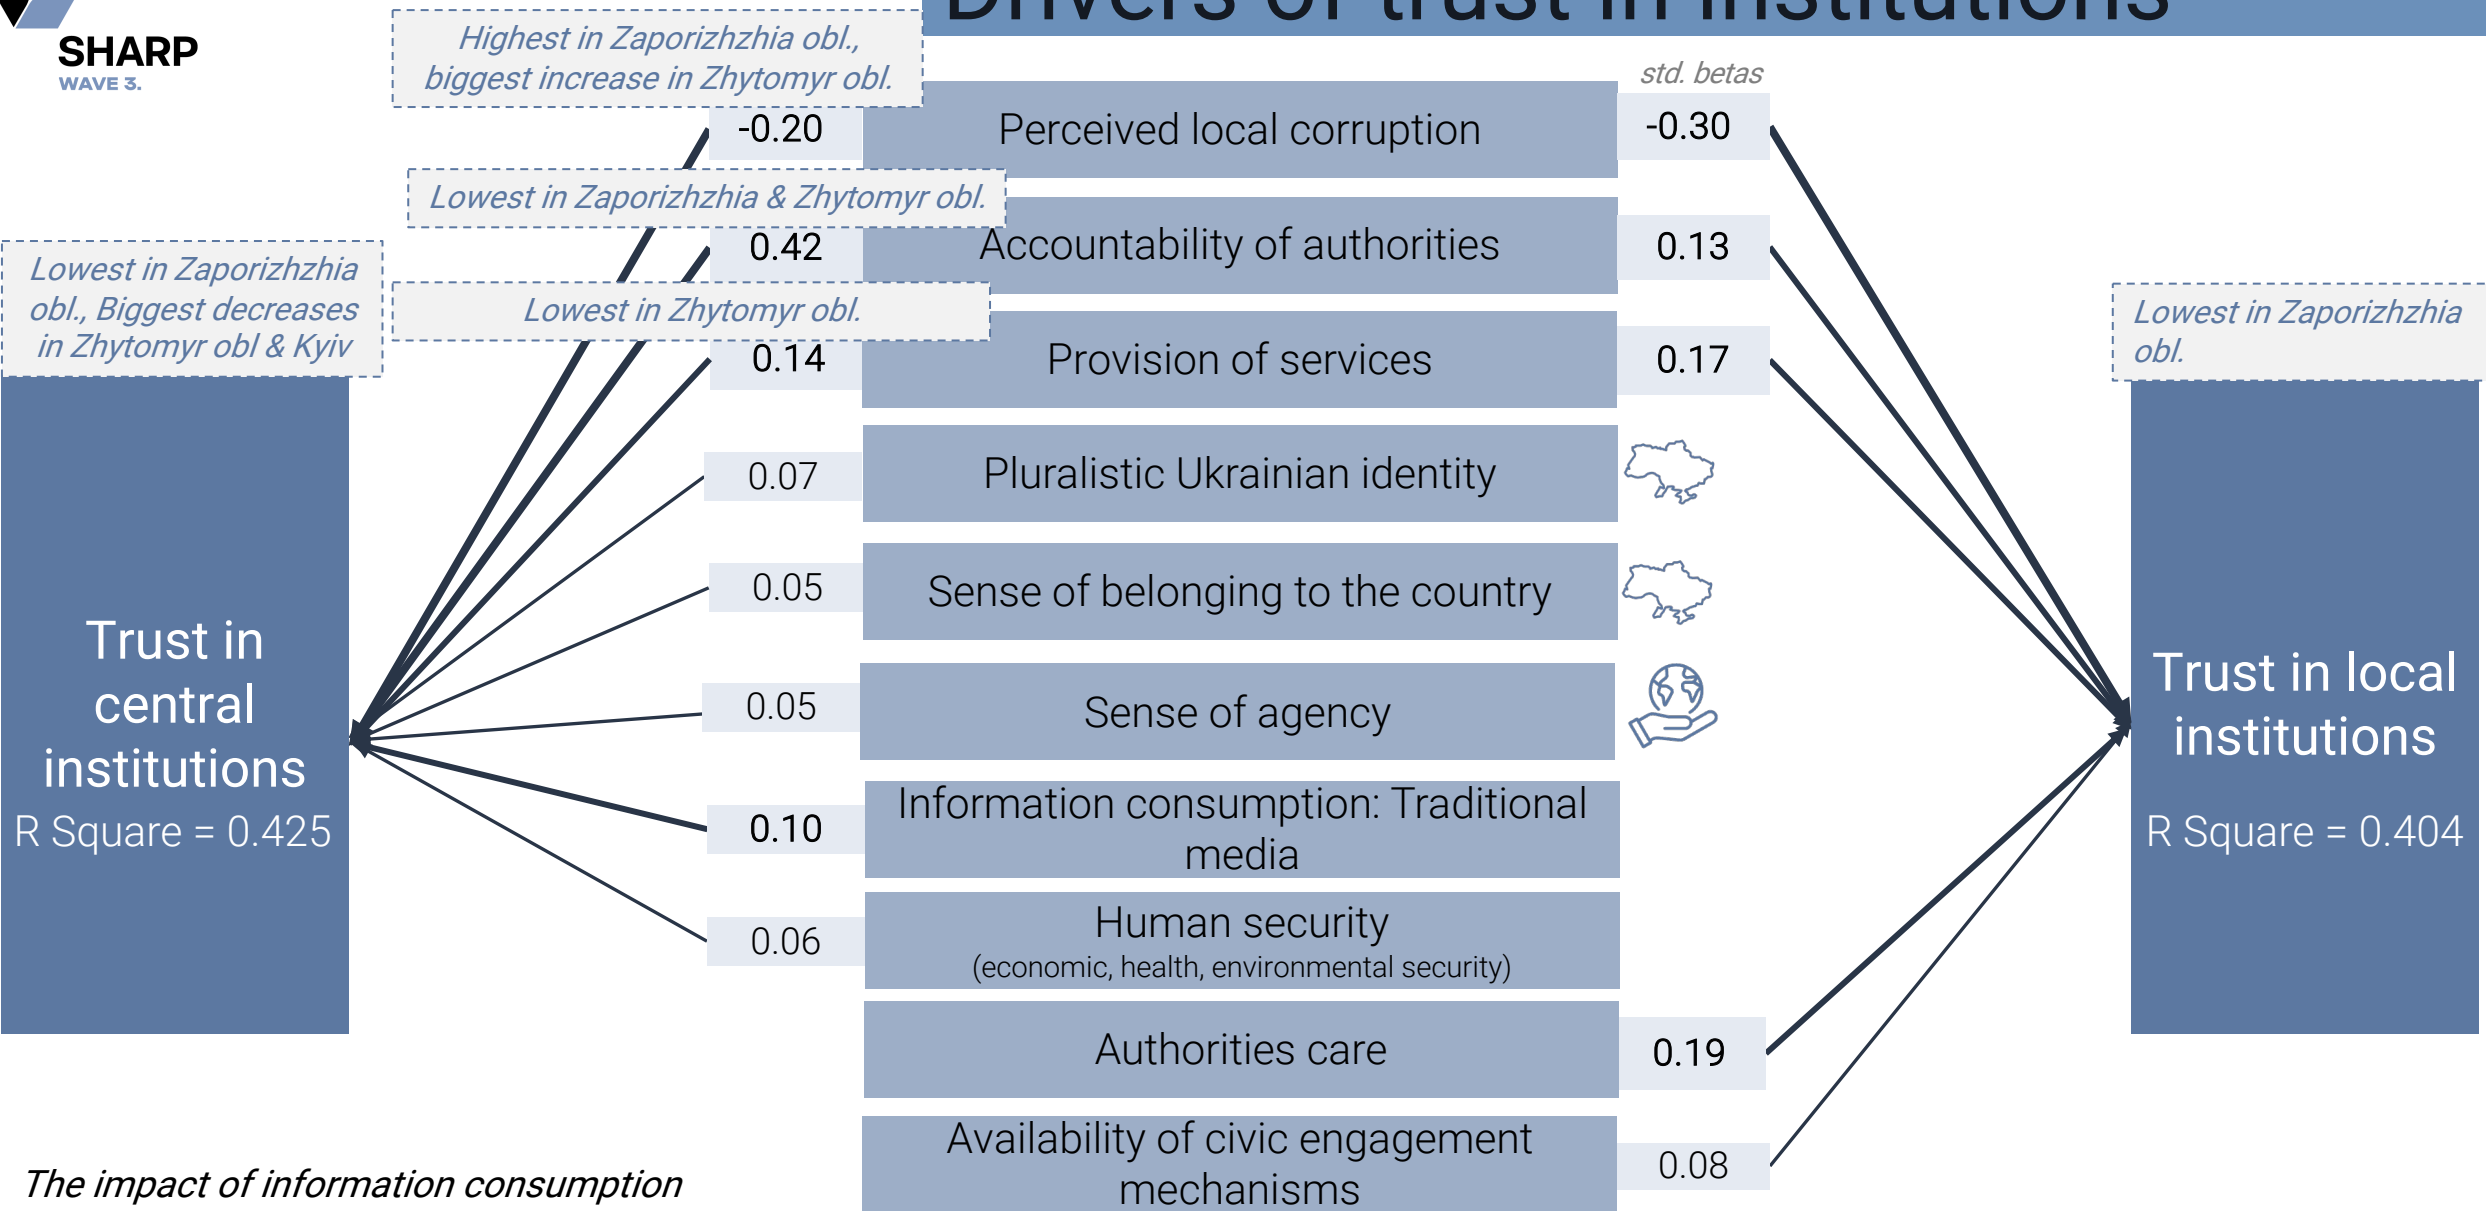 Drivers of trust in institutions
SHARP
WAVE 3.
Highest in Zaporizhzhia obl.,
biggest increase in Zhytomyr obl.
std. betas
-0.20
Perceived local corruption
-0.30
Lowest in Zaporizhzhia & Zhytomyr obl.
0.42
Accountability of authorities
0.13
Lowest in Zaporizhzhia
obl., Biggest decreases
in Zhytomyr obl & Kyiv
Lowest in Zhytomyr obl.
Lowest in Zaporizhzhia
obl.
0.14
Provision of services
0.17
0.07
Pluralistic Ukrainian identity
0.05
Sense of belonging to the country
0.05
Sense of agency
Trust in
central
institutions
R Square = 0.425
Trust in local
institutions
R Square = 0.404
0.10
Information consumption: Traditional
media
0.06
Human security
(economic, health, environmental security)
Authorities care
0.19
Availability of civic engagement
mechanisms
0.08
The impact of information consumption